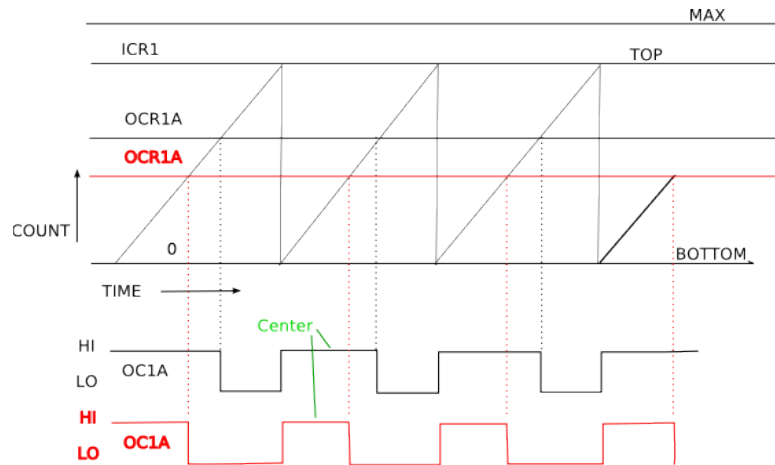 MAX
ICR1
TOP
OCR1A
OCR1A
COUNT
0
BOTTOM
TIME
Center
HI
LO
OC1A
HI
LO
OC1A